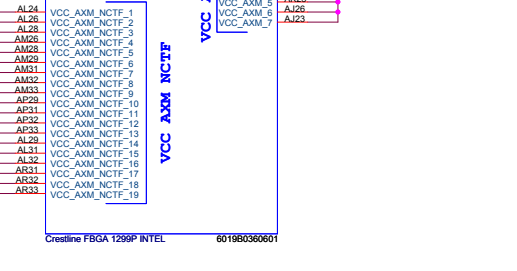 AL24 VCC_AXM_NCTF_1
AL26 VCC_AXM_NCTF_2
AL28 VCC_AXM_NCTF_3
AM26 VCC_AXM_NCTF_4
AM28 VCC_AXM_NCTF_5
AM29 VCC_AXM_NCTF_6
AM31 VCC_AXM_NCTF_7
AM32 VCC_AXM_NCTF_8
AM33 VCC_AXM_NCTF_9
AP29 VCC_AXM_NCTF_10
AP31 VCC_AXM_NCTF_11
AP32 VCC_AXM_NCTF_12
AP33 VCC_AXM_NCTF_13
AL29 VCC_AXM_NCTF_14
AL31 VCC_AXM_NCTF_15
AL32 VCC_AXM_NCTF_16
AR31 VCC_AXM_NCTF_17
AR32 VCC_AXM_NCTF_18
AR33 VCC_AXM_NCTF_19
VCC AXM NCTF
VCC
VCC_AXM_5
VCC_AXM_6 AJ26
VCC_AXM_7 AJ23
Crestline FBGA 1299P INTEL 6019B0360601